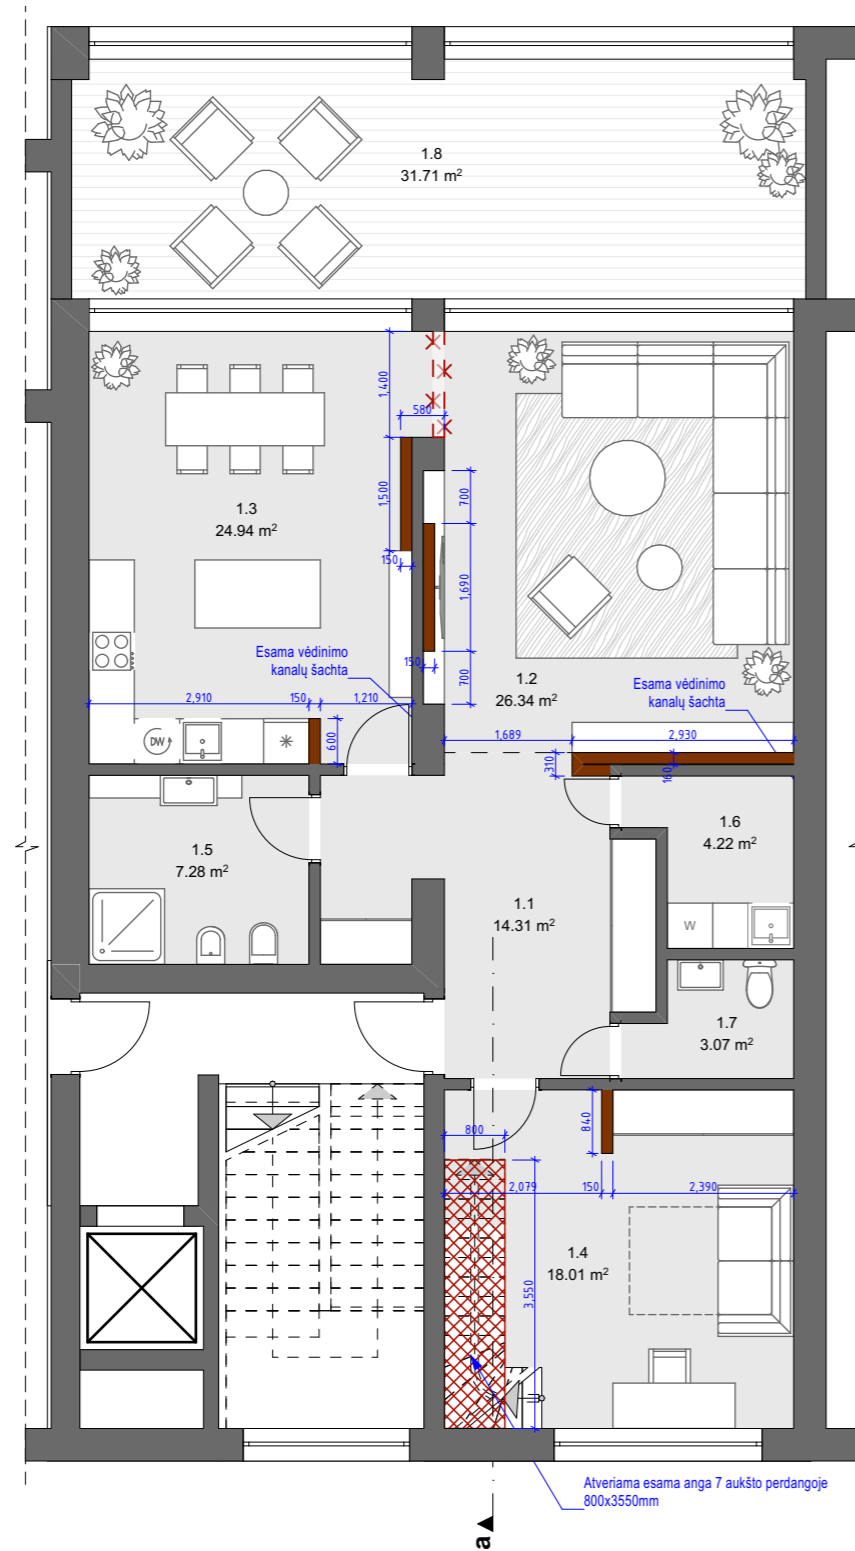 1.8
31.71 m²
1,400
580
1,500
1.3
24.94 m²
700
150
1,690
Esama vėdinimo
kanalų šachta
150
1.2
26.34 m²
700
Esama vėdinimo
kanalų šachta
2,910
150
1,210
600
DW
1,689
2,930
310
160
1.5
7.28 m²
1.6
4.22 m²
1.1
14.31 m²
W
1.7
3.07 m²
800
840
2,079
150
2,390
1.4
18.01 m²
3,550
Atveriama esama anga 7 aukšto perdangoje
800x3550mm
a